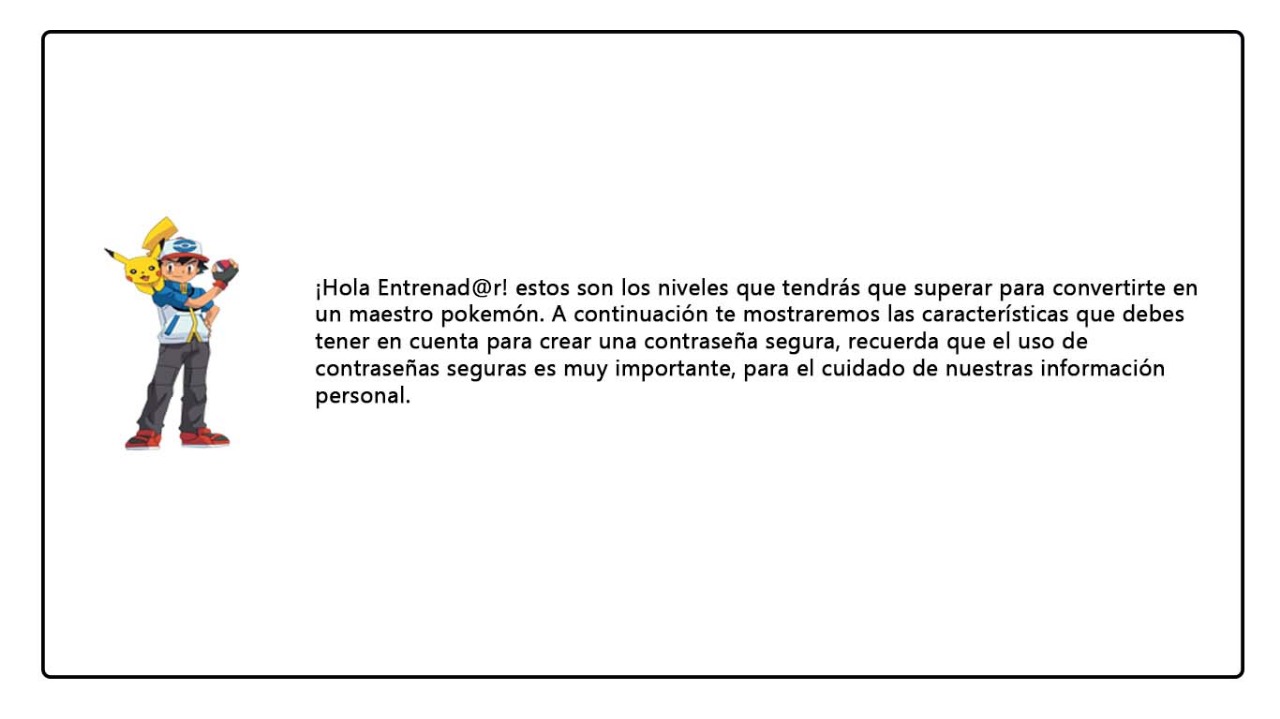 ¡Hola Entrenad@r! estos son los niveles que tendrás que superar para convertirte en
un maestro pokemón. A continuación te mostraremos las características que debes
tener en cuenta para crear una contraseña segura, recuerda que el uso de
contraseñas seguras es muy importante, para el cuidado de nuestras información
personal.